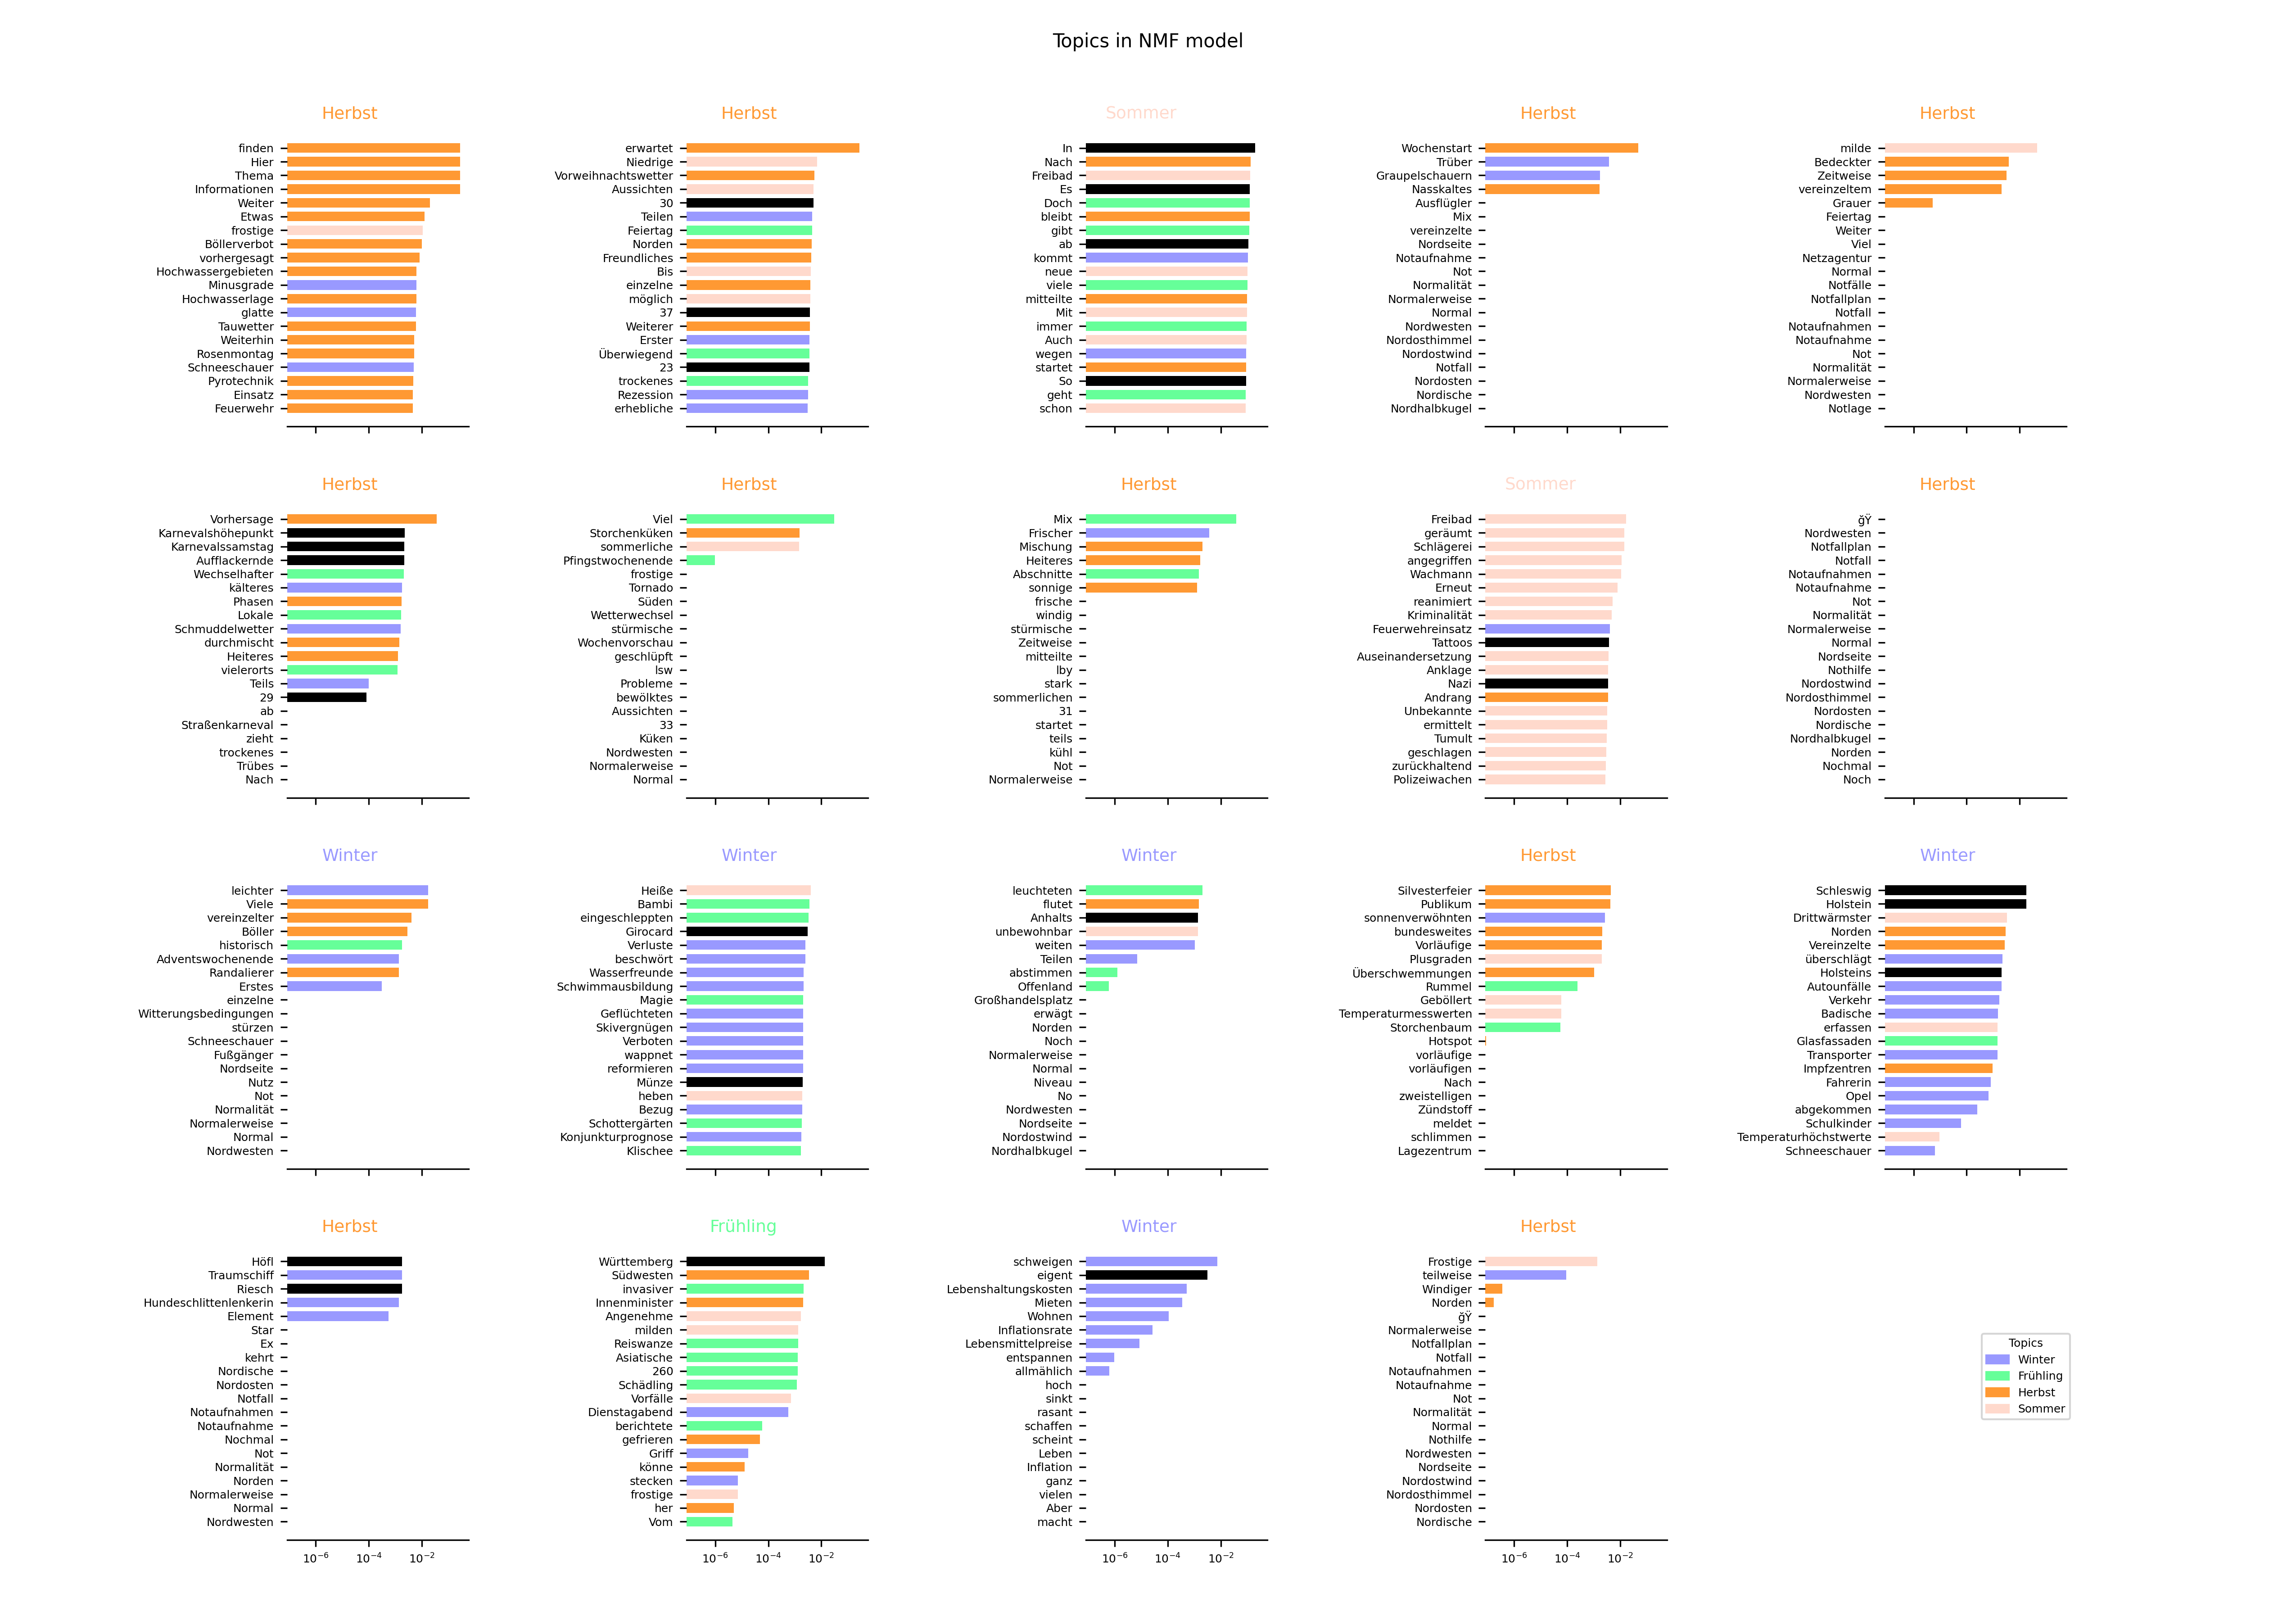 Topics in NMF model
Herbst
finden
Hier
Thema
Informationen
Weiter
Etwas
frostige
Böllerverbot
vorhergesagt
Hochwassergebieten
Minusgrade
Hochwasserlage
glatte
Tauwetter
Weiterhin
Rosenmontag
Schneeschauer
Pyrotechnik
Einsatz
Feuerwehr
Herbst
erwartet
Niedrige
Vorweihnachtswetter
Aussichten
30
Teilen
Feiertag
Norden
Freundliches
Bis
einzelne
möglich
37
Weiterer
Erster
Überwiegend
23
trockenes
Rezession
erhebliche
Sommer
In
Nach
Freibad
Es
Doch
bleibt
gibt
ab
kommt
neue
viele
mitteilte
Mit
immer
Auch
wegen
startet
So
geht
schon
Herbst
Wochenstart
Trüber
Graupelschauern
Nasskaltes
Ausflügler
Mix
vereinzelte
Nordseite
Notaufnahme
Not
Normalität
Normalerweise
Normal
Nordwesten
Nordosthimmel
Nordostwind
Notfall
Nordosten
Nordische
Nordhalbkugel
Herbst
milde
Bedeckter
Zeitweise
vereinzeltem
Grauer
Feiertag
Weiter
Viel
Netzagentur
Normal
Notfälle
Notfallplan
Notfall
Notaufnahmen
Notaufnahme
Not
Normalität
Normalerweise
Nordwesten
Notlage
Herbst
Vorhersage
Karnevalshöhepunkt
Karnevalssamstag
Aufflackernde
Wechselhafter
kälteres
Phasen
Lokale
Schmuddelwetter
durchmischt
Heiteres
vielerorts
Teils
29
ab
Straßenkarneval
zieht
trockenes
Trübes
Nach
Herbst
Viel
Storchenküken
sommerliche
Pfingstwochenende
frostige
Tornado
Süden
Wetterwechsel
stürmische
Wochenvorschau
geschlüpft
lsw
Probleme
bewölktes
Aussichten
33
Küken
Nordwesten
Normalerweise
Normal
Herbst
Mix
Frischer
Mischung
Heiteres
Abschnitte
sonnige
frische
windig
stürmische
Zeitweise
mitteilte
lby
stark
sommerlichen
31
startet
teils
kühl
Not
Normalerweise
Sommer
Freibad
geräumt
Schlägerei
angegriffen
Wachmann
Erneut
reanimiert
Kriminalität
Feuerwehreinsatz
Tattoos
Auseinandersetzung
Anklage
Nazi
Andrang
Unbekannte
ermittelt
Tumult
geschlagen
zurückhaltend
Polizeiwachen
Herbst
ğŸ
Nordwesten
Notfallplan
Notfall
Notaufnahmen
Notaufnahme
Not
Normalität
Normalerweise
Normal
Nordseite
Nothilfe
Nordostwind
Nordosthimmel
Nordosten
Nordische
Nordhalbkugel
Norden
Nochmal
Noch
Winter
leichter
Viele
vereinzelter
Böller
historisch
Adventswochenende
Randalierer
Erstes
einzelne
Witterungsbedingungen
stürzen
Schneeschauer
Fußgänger
Nordseite
Nutz
Not
Normalität
Normalerweise
Normal
Nordwesten
Winter
Heiße
Bambi
eingeschleppten
Girocard
Verluste
beschwört
Wasserfreunde
Schwimmausbildung
Magie
Geflüchteten
Skivergnügen
Verboten
wappnet
reformieren
Münze
heben
Bezug
Schottergärten
Konjunkturprognose
Klischee
Winter
leuchteten
flutet
Anhalts
unbewohnbar
weiten
Teilen
abstimmen
Offenland
Großhandelsplatz
erwägt
Norden
Noch
Normalerweise
Normal
Niveau
No
Nordwesten
Nordseite
Nordostwind
Nordhalbkugel
Herbst
Silvesterfeier
Publikum
sonnenverwöhnten
bundesweites
Vorläufige
Plusgraden
Überschwemmungen
Rummel
Geböllert
Temperaturmesswerten
Storchenbaum
Hotspot
vorläufige
vorläufigen
Nach
zweistelligen
Zündstoff
meldet
schlimmen
Lagezentrum
Winter
Schleswig
Holstein
Drittwärmster
Norden
Vereinzelte
überschlägt
Holsteins
Autounfälle
Verkehr
Badische
erfassen
Glasfassaden
Transporter
Impfzentren
Fahrerin
Opel
abgekommen
Schulkinder
Temperaturhöchstwerte
Schneeschauer
Herbst
Höfl
Traumschiff
Riesch
Hundeschlittenlenkerin
Element
Star
Ex
kehrt
Nordische
Nordosten
Notfall
Notaufnahmen
Notaufnahme
Nochmal
Not
Normalität
Norden
Normalerweise
Normal
Nordwesten
10⁻⁶ 10⁻⁴ 10⁻²
Frühling
Württemberg
Südwesten
invasiver
Innenminister
Angenehme
milden
Reiswanze
Asiatische
260
Schädling
Vorfälle
Dienstagabend
berichtete
gefrieren
Griff
könne
stecken
frostige
her
Vom
10⁻⁶ 10⁻⁴ 10⁻²
Winter
schweigen
eigent
Lebenshaltungskosten
Mieten
Wohnen
Inflationsrate
Lebensmittelpreise
entspannen
allmählich
hoch
sinkt
rasant
schaffen
scheint
Leben
Inflation
ganz
vielen
Aber
macht
10⁻⁶ 10⁻⁴ 10⁻²
Herbst
Frostige
teilweise
Windiger
Norden
ğŸ
Normalerweise
Notfallplan
Notfall
Notaufnahmen
Notaufnahme
Not
Normalität
Normal
Nothilfe
Nordwesten
Nordseite
Nordostwind
Nordosthimmel
Nordosten
Nordische
10⁻⁶ 10⁻⁴ 10⁻²
Topics
Winter
Frühling
Herbst
Sommer